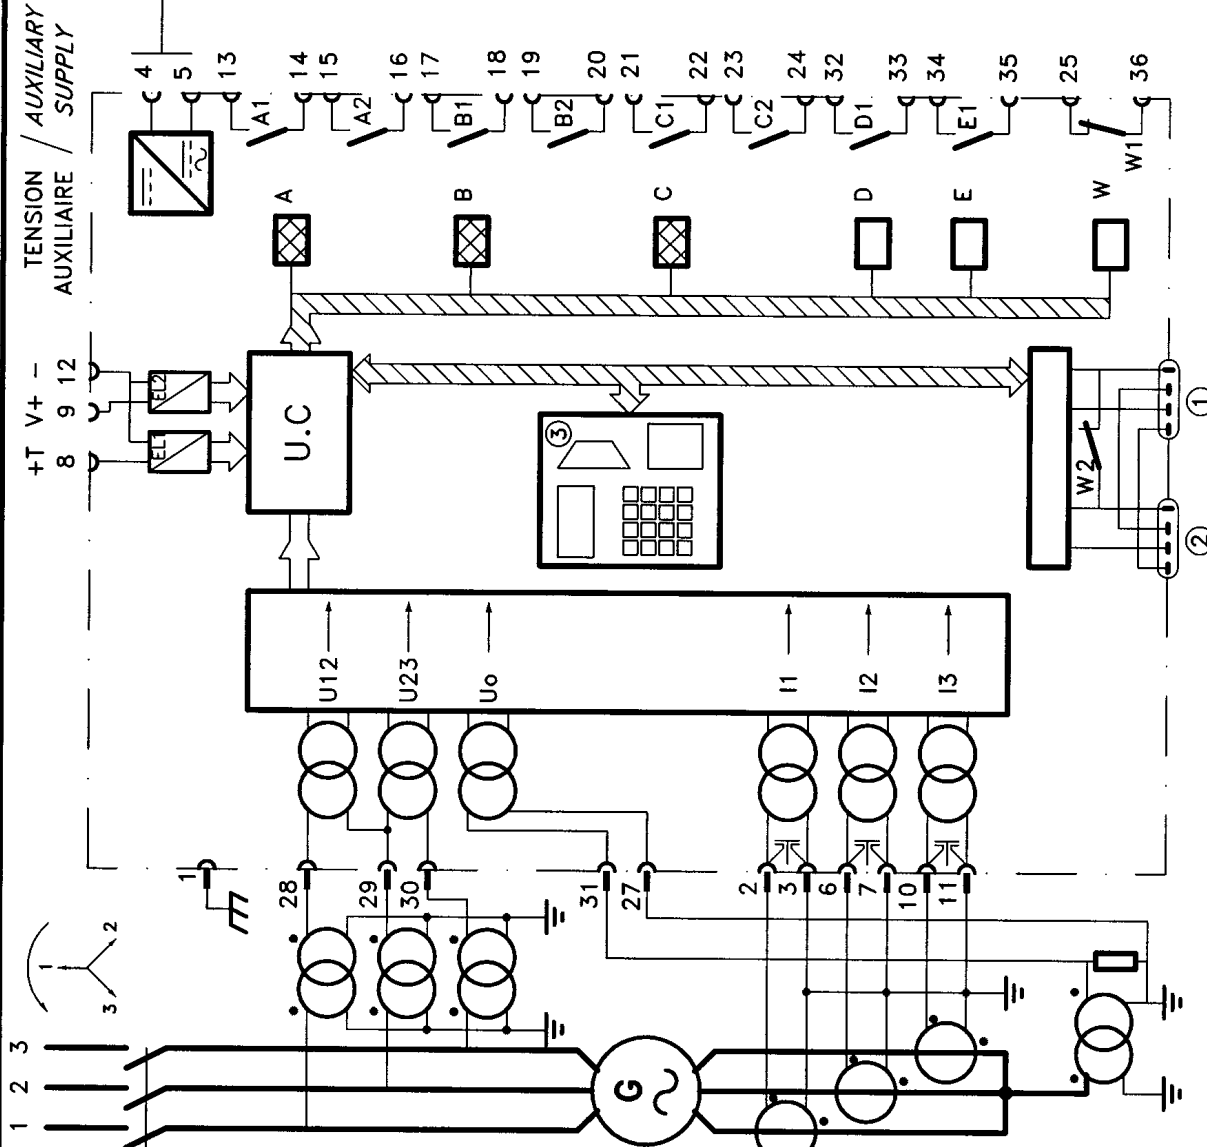 TENSION / AUXILIARY
AUXILIAIRE / SUPPLY
4
5
13
14
15
16
17
18
19
20
21
22
23
24
32
33
34
35
25
36
A1
A2
B1
B2
C1
C2
D1
E1
W1
A
B
C
D
E
W
+T V+ -
8 9 12
EL1
EL2
U.C
3
W2
1
2
U12
U23
Uo
I1
I2
I3
1
28
29
30
31
27
2
3
6
7
10
11
1
2
3
1 2 3
G